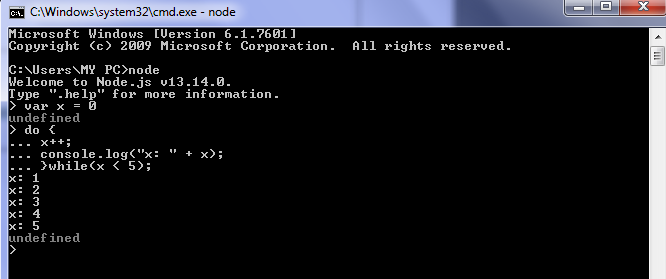 C:\Windows\system32\cmd.exe - node
Microsoft Windows [Version 6.1.7601]
Copyright (c) 2009 Microsoft Corporation.  All rights reserved.
C:\Users\MY PC>node
Welcome to Node.js v13.14.0.
Type ".help" for more information.
> var x = 0
undefined
> do {
... x++;
... console.log("x: " + x);
... }while(x < 5);
x: 1
x: 2
x: 3
x: 4
x: 5
undefined
>